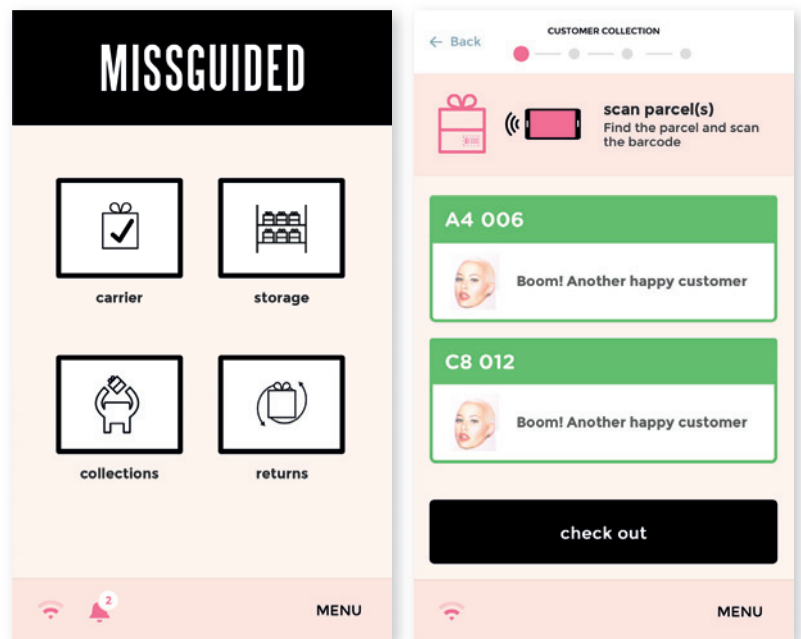 MISSGUIDED
carrier
storage
collections
returns
2
MENU
← Back
CUSTOMER COLLECTION
scan parcel(s)
Find the parcel and scan
the barcode
A4 006
Boom! Another happy customer
C8 012
Boom! Another happy customer
check out
MENU